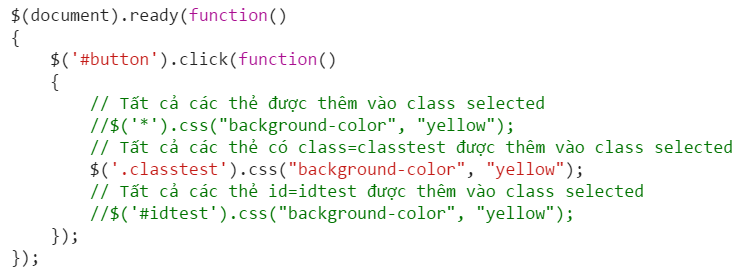 $(document).ready(function()
{
    $('#button').click(function()
    {
        // Tất cả các thẻ được thêm vào class selected
        //$('*').css("background-color", "yellow");
        // Tất cả các thẻ có class=classtest được thêm vào class selected
        $('.classtest').css("background-color", "yellow");
        // Tất cả các thẻ id=idtest được thêm vào class selected
        //$('#idtest').css("background-color", "yellow");
    });
});